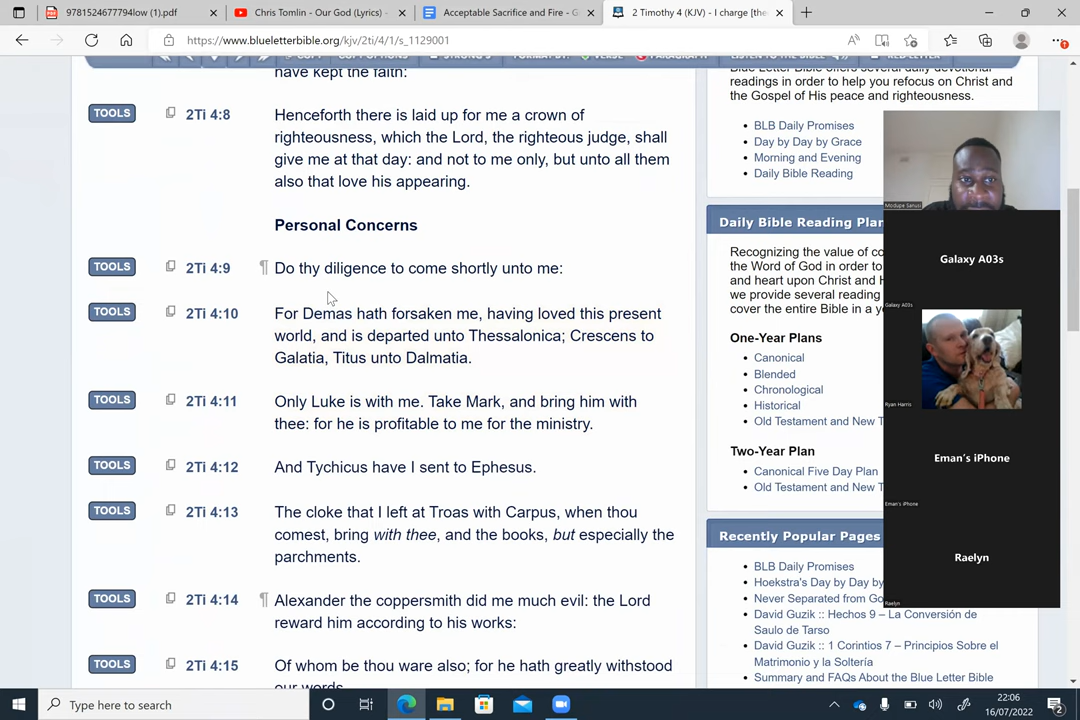 9781524677794low (1).pdf
Chris Tomlin - Our God (Lyrics) -
Acceptable Sacrifice and Fire - G
2 Timothy 4 (KJV) - I charge [the
https://www.blueletterbible.org/kjv/2ti/4/1/s_1129001
have kept the faith:
TOOLS 2Ti 4:8 Henceforth there is laid up for me a crown of
righteousness, which the Lord, the righteous judge, shall
give me at that day: and not to me only, but unto all them
also that love his appearing.
Personal Concerns
TOOLS 2Ti 4:9 ¶ Do thy diligence to come shortly unto me:
TOOLS 2Ti 4:10 For Demas hath forsaken me, having loved this present
world, and is departed unto Thessalonica; Crescens to
Galatia, Titus unto Dalmatia.
TOOLS 2Ti 4:11 Only Luke is with me. Take Mark, and bring him with
thee: for he is profitable to me for the ministry.
TOOLS 2Ti 4:12 And Tychicus have I sent to Ephesus.
TOOLS 2Ti 4:13 The cloke that I left at Troas with Carpus, when thou
comest, bring with thee, and the books, but especially the
parchments.
TOOLS 2Ti 4:14 ¶ Alexander the coppersmith did me much evil: the Lord
reward him according to his works:
TOOLS 2Ti 4:15 Of whom be thou ware also; for he hath greatly withstood
our words.
readings in order to help you refocus on Christ and
the Gospel of His peace and righteousness.
• BLB Daily Promises
• Day by Day by Grace
• Morning and Evening
• Daily Bible Reading
Daily Bible Reading Plan
Recognizing the value of co
the Word of God in order to
and heart upon Christ and H
we provide several reading
cover the entire Bible in a y
One-Year Plans
• Canonical
• Blended
• Chronological
• Historical
• Old Testament and New T
Two-Year Plan
• Canonical Five Day Plan
• Old Testament and New T
Recently Popular Pages
• BLB Daily Promises
• Hoekstra's Day by Day by
• Never Separated from Go
• David Guzik :: Hechos 9 – La Conversión de
Saulo de Tarso
• David Guzik :: 1 Corintios 7 – Principios Sobre el
Matrimonio y la Soltería
• Summary and FAQs About the Blue Letter Bible
Modupe Sanusi
Galaxy A03s
Galaxy A03s
Ryan Harris
Eman's iPhone
Eman's iPhone
Raelyn
Raelyn
Type here to search
22:06
16/07/2022
2